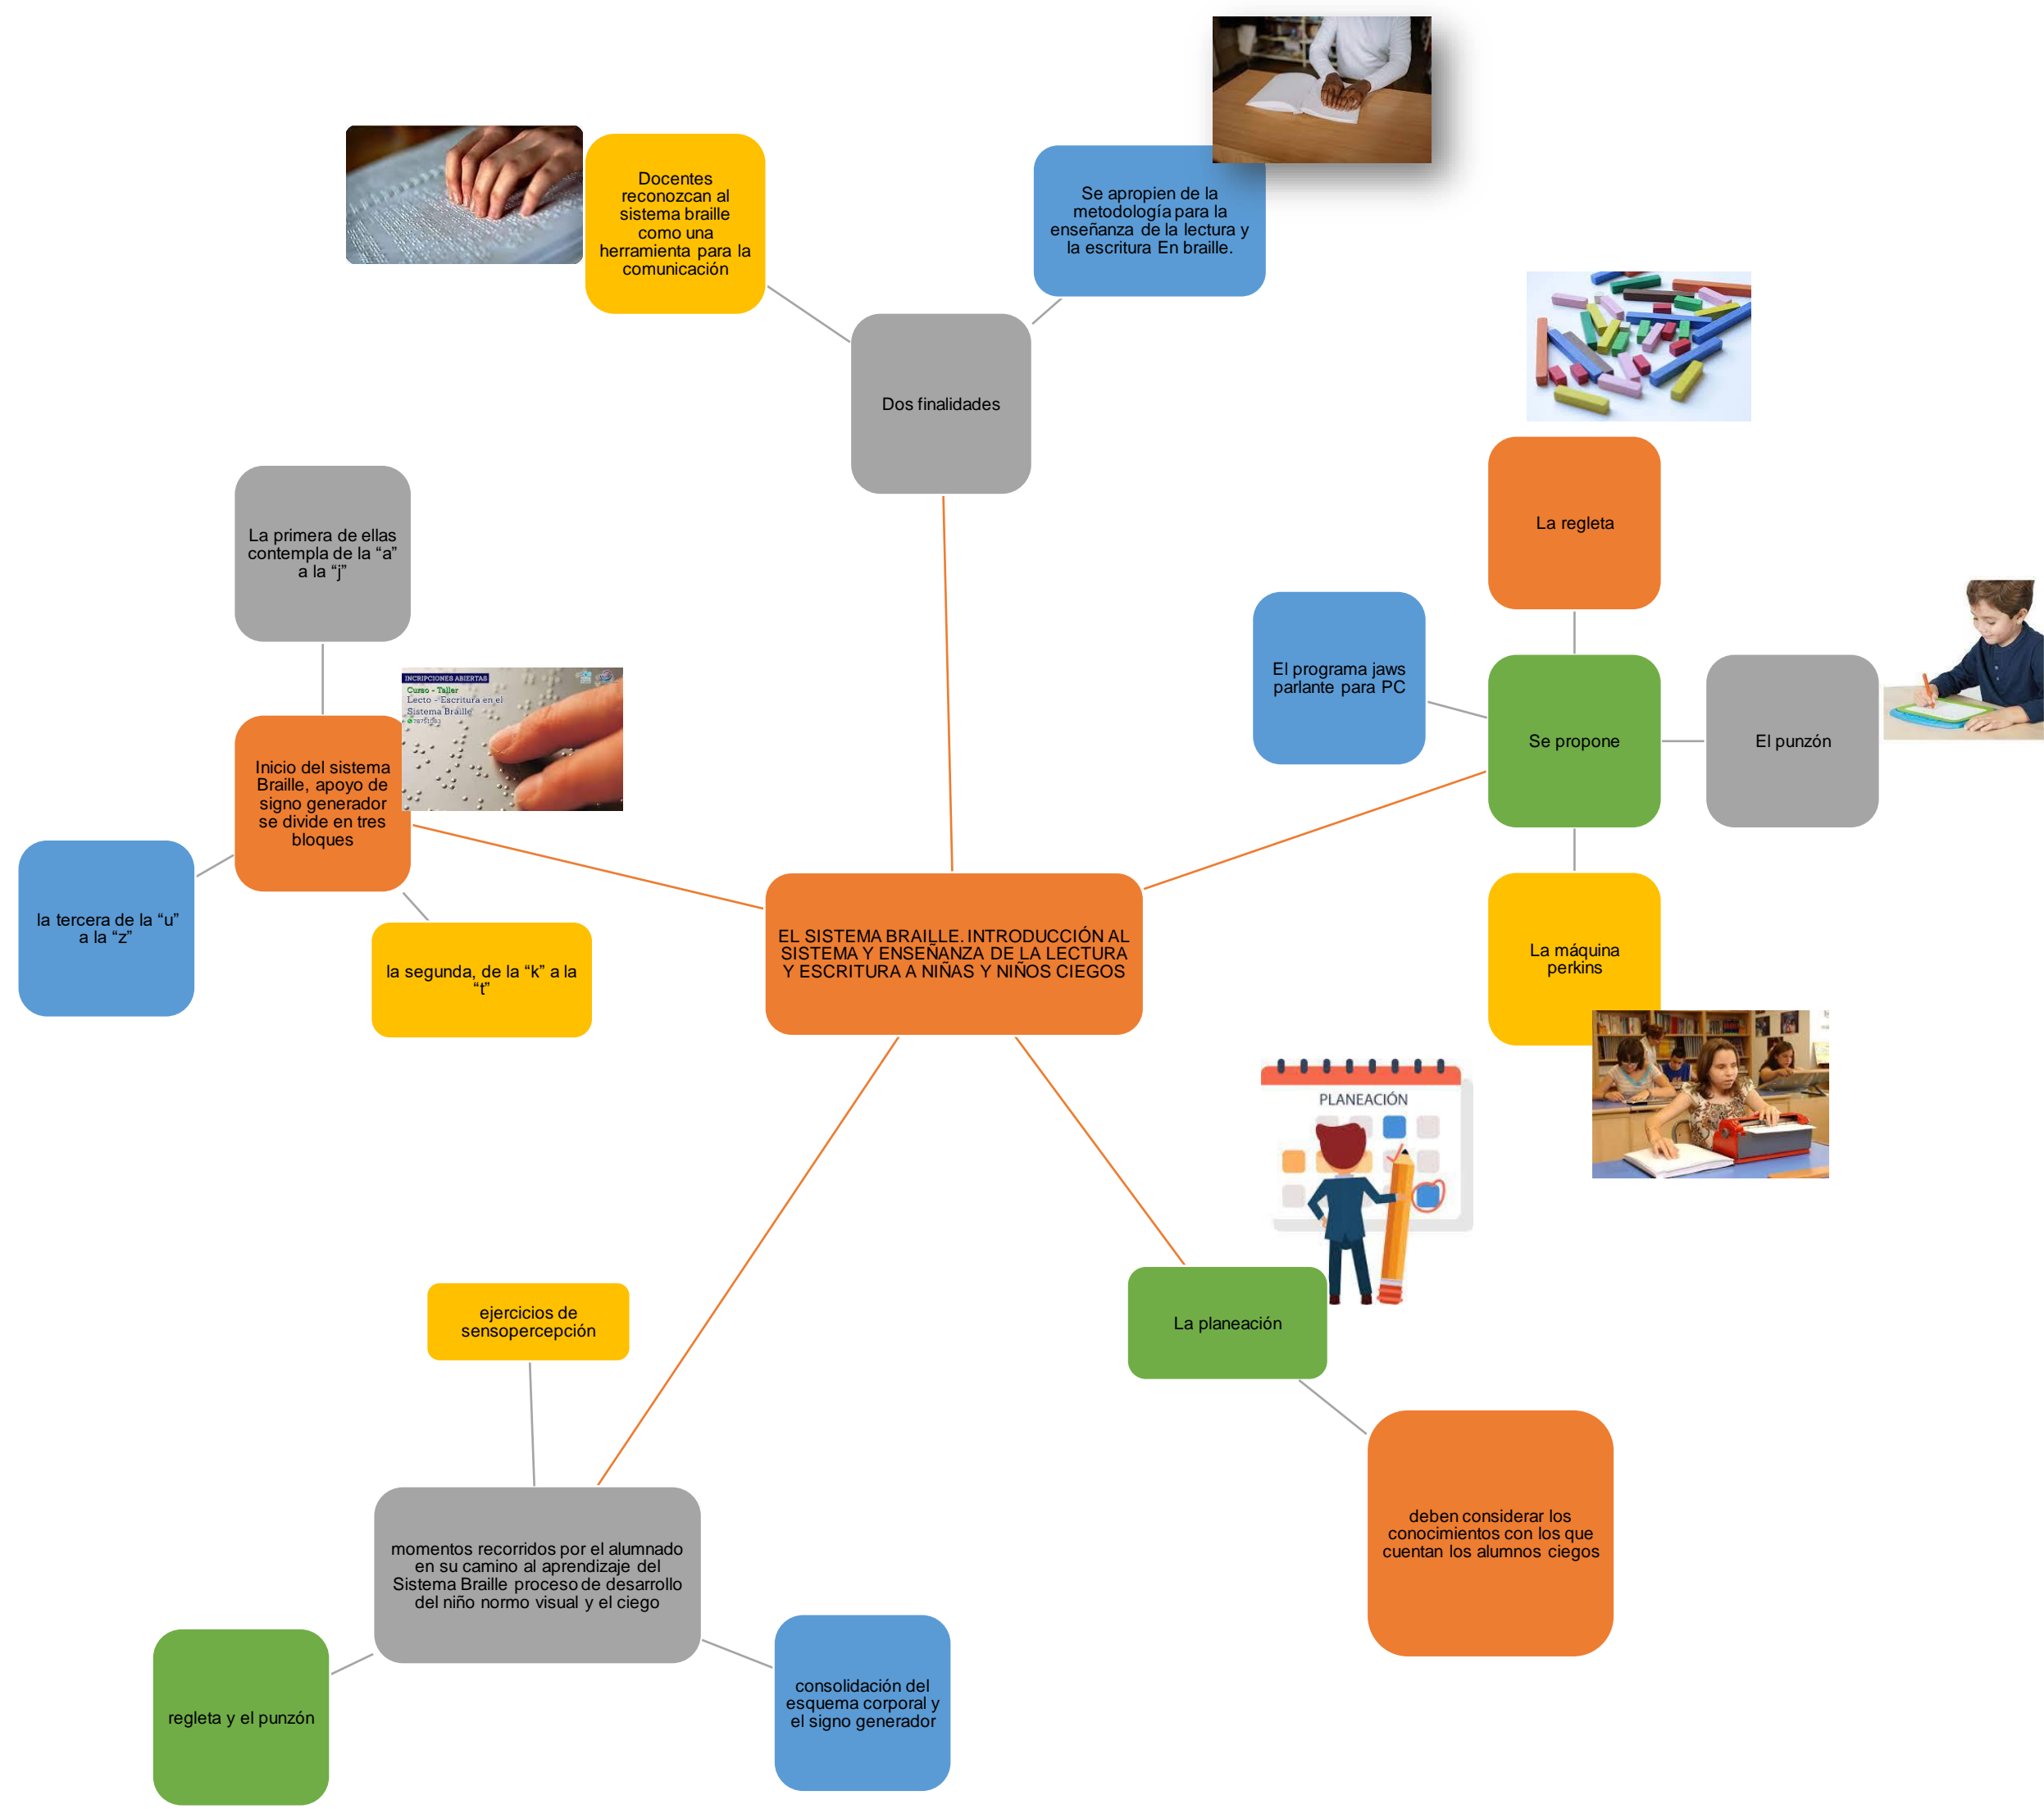 Docentes
reconozcan al
sistema braille
como una
herramienta para la
comunicación
Se apropien de la
metodología para la
enseñanza de la lectura y
la escritura En braille.
Dos finalidades
La primera de ellas
contempla de la “a”
a la “j”
INCRIPCIONES ABIERTAS
Curso - Taller
Lecto - Escritura en el
Sistema Braille
Inicio del sistema
Braille, apoyo de
signo generador
se divide en tres
bloques
la tercera de la “u”
a la “z”
la segunda, de la “k” a la
“t”
La regleta
El programa jaws
parlante para PC
Se propone
El punzón
La máquina
perkins
EL SISTEMA BRAILLE. INTRODUCCIÓN AL
SISTEMA Y ENSEÑANZA DE LA LECTURA
Y ESCRITURA A NIÑAS Y NIÑOS CIEGOS
PLANEACIÓN
La planeación
deben considerar los
conocimientos con los que
cuentan los alumnos ciegos
ejercicios de
sensopercepción
momentos recorridos por el alumnado
en su camino al aprendizaje del
Sistema Braille proceso de desarrollo
del niño normo visual y el ciego
regleta y el punzón
consolidación del
esquema corporal y
el signo generador